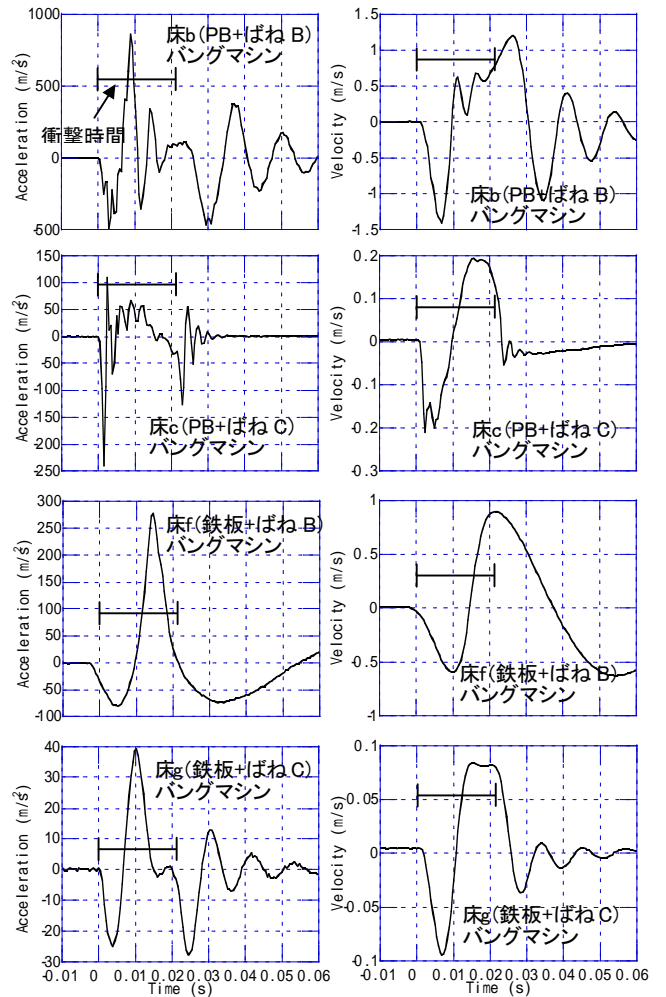 1000
500
0
500
Acceleration (m/s²)
床b(PB+ばね B)
バングマシン
衝撃時間
1.5
1
0.5
0
-0.5
-1
-1.5
Velocity (m/s)
床b(PB+ばね B)
バングマシン
150
100
50
0
-50
-100
-150
-200
250
Acceleration (m/s²)
床c(PB+ばね C)
バングマシン
0.2
0.1
0
-0.1
-0.2
-0.3
Velocity (m/s)
床c(PB+ばね C)
バングマシン
300
250
200
150
100
50
0
-50
-100
Acceleration (m/s²)
床f(鉄板+ばね B)
バングマシン
1
0.5
0
-0.5
-1
Velocity (m/s)
床f(鉄板+ばね B)
バングマシン
40
30
20
10
0
-10
-20
-30
Acceleration (m/s²)
床g(鉄板+ばね C)
バングマシン
-0.01 0 0.01 0.02 0.03 0.04 0.05 0.06
Time (s)
0.1
0.05
0
-0.05
-0.1
Velocity (m/s)
床g(鉄板+ばね C)
バングマシン
-0.01 0 0.01 0.02 0.03 0.04 0.05 0.06
Time (s)